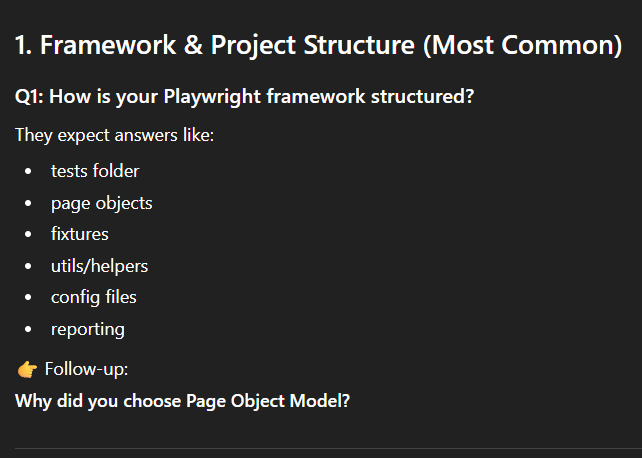 1. Framework & Project Structure (Most Common)
Q1: How is your Playwright framework structured?
They expect answers like:
• tests folder
• page objects
• fixtures
• utils/helpers
• config files
• reporting
👉 Follow-up:
Why did you choose Page Object Model?